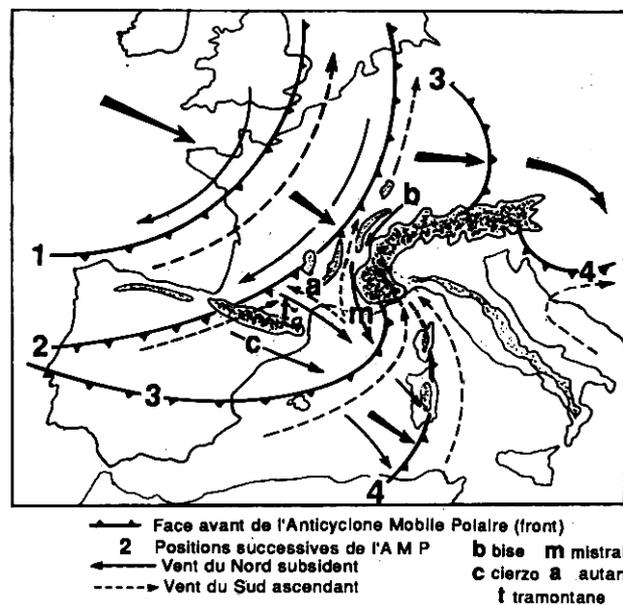 3
b
1
4
a
t
m
2
c
3
4
Face avant de l'Anticyclone Mobile Polaire (front)
2 Positions successives de l'A M P
Vent du Nord subsident
Vent du Sud ascendant
b bise m mistral
c cierzo a autan
t tramontane